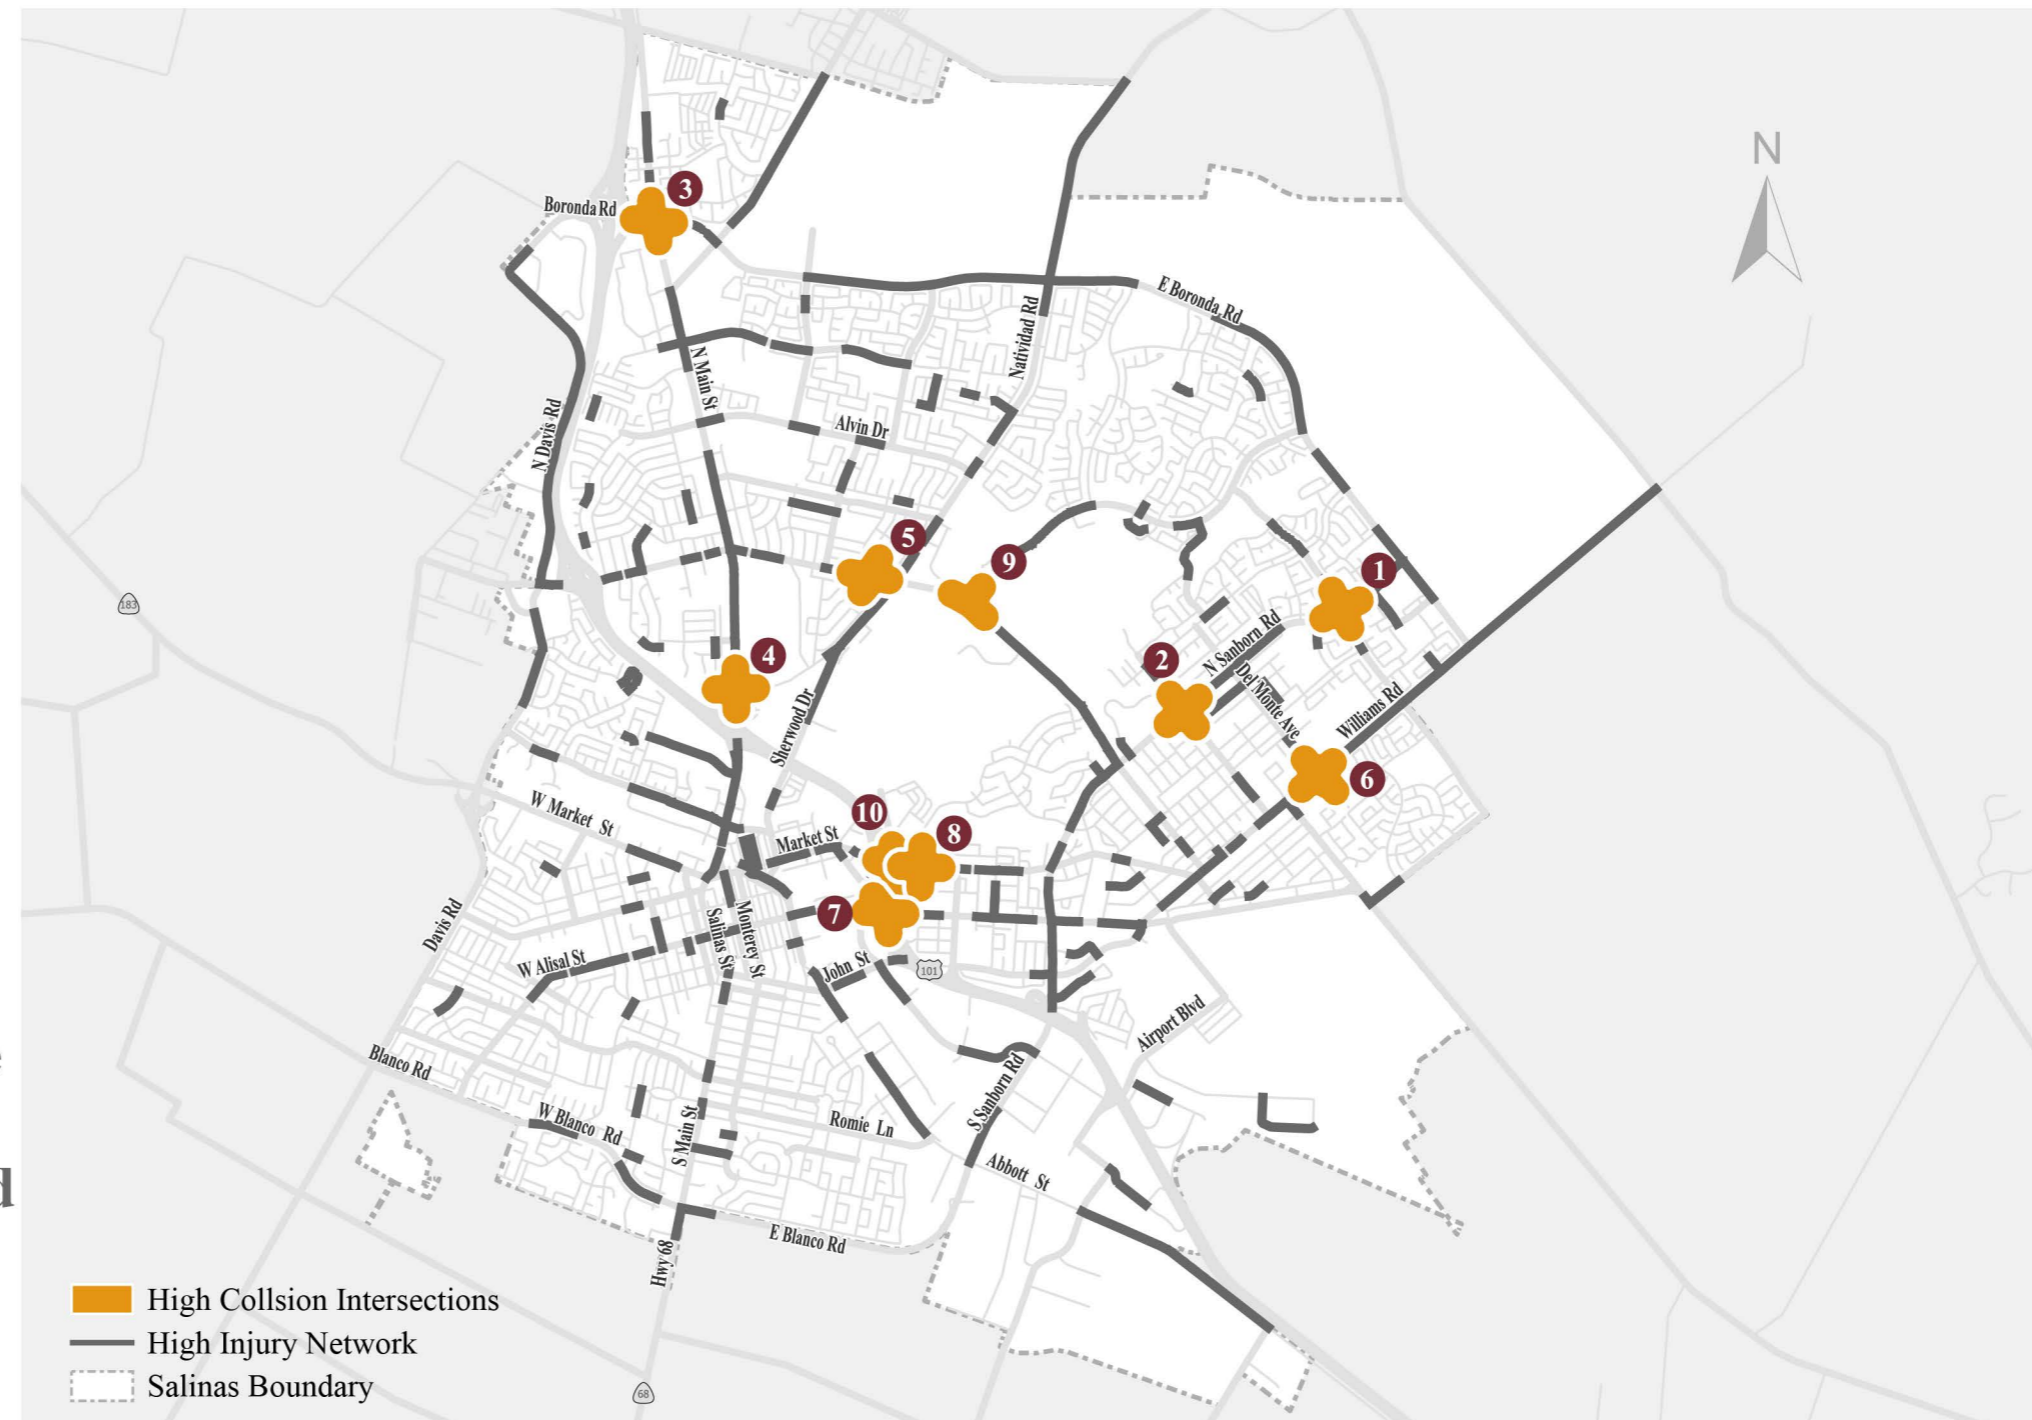 N
3
Boronda Rd
E Boronda Rd
Natividad Rd
N Main St
N Davis Rd
Alvin Dr
5
9
1
183
N Sanborn Rd
2
4
Del Monte Ave
Williams Rd
Sherwood Dr
6
10
W Market St
Market St
8
7
Davis Rd
Salinas St
Monterey St
W Alisal St
John St
101
Airport Blvd
Blanco Rd
W Blanco Rd
S Main St
Romie Ln
S Sanborn Rd
Abbott St
E Blanco Rd
Hwy 68
d
High Collsion Intersections
High Injury Network
Salinas Boundary
68